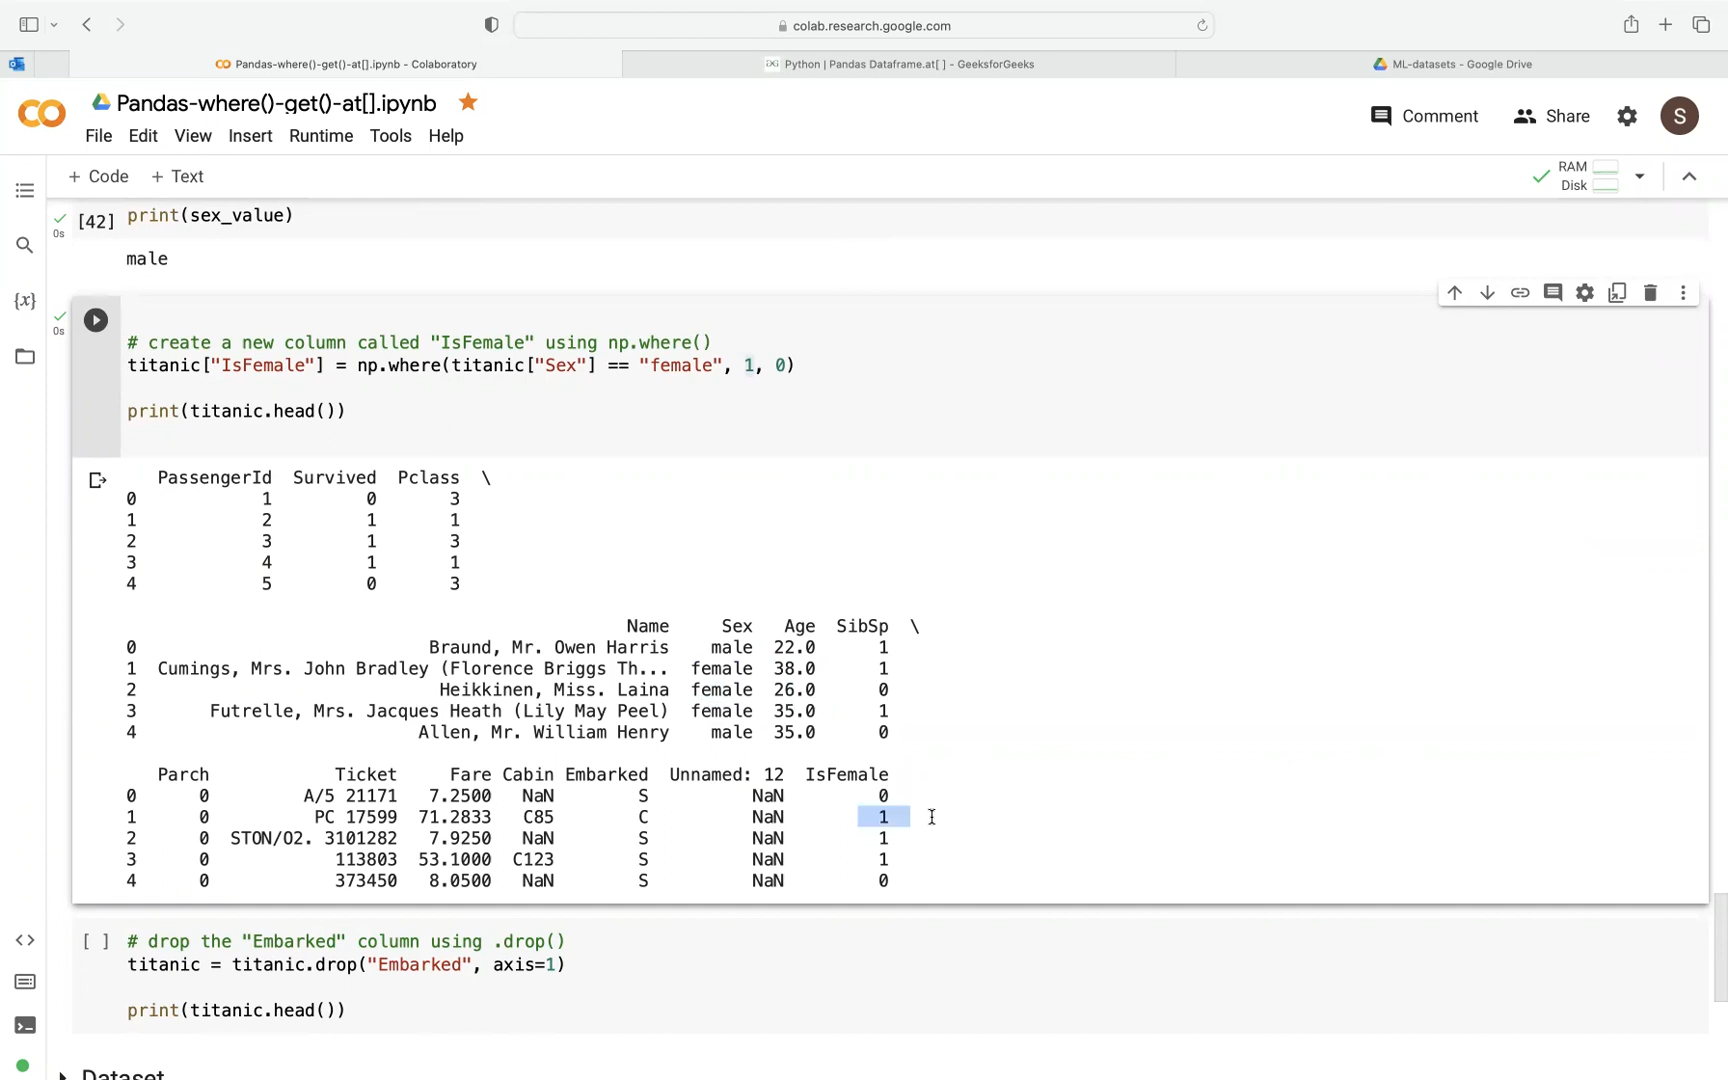 colab.research.google.com
Pandas-where()-get()-at[].ipynb - Colaboratory
Python | Pandas Dataframe.at[ ] - GeeksforGeeks
ML-datasets - Google Drive
Pandas-where()-get()-at[].ipynb
Comment
Share
S
File Edit View Insert Runtime Tools Help
+ Code + Text
RAM
Disk
[42] print(sex_value)
0s
male
0s
# create a new column called "IsFemale" using np.where()
titanic["IsFemale"] = np.where(titanic["Sex"] == "female", 1, 0)
print(titanic.head())
PassengerId Survived Pclass \
0 1 0 3
1 2 1 1
2 3 1 3
3 4 1 1
4 5 0 3
Name Sex Age SibSp \
0 Braund, Mr. Owen Harris male 22.0 1
1 Cumings, Mrs. John Bradley (Florence Briggs Th... female 38.0 1
2 Heikkinen, Miss. Laina female 26.0 0
3 Futrelle, Mrs. Jacques Heath (Lily May Peel) female 35.0 1
4 Allen, Mr. William Henry male 35.0 0
Parch Ticket Fare Cabin Embarked Unnamed: 12 IsFemale
0 0 A/5 21171 7.2500 NaN S NaN 0
1 0 PC 17599 71.2833 C85 C NaN 1
2 0 STON/O2. 3101282 7.9250 NaN S NaN 1
3 0 113803 53.1000 C123 S NaN 1
4 0 373450 8.0500 NaN S NaN 0
[ ] # drop the "Embarked" column using .drop()
titanic = titanic.drop("Embarked", axis=1)
print(titanic.head())
Dataset